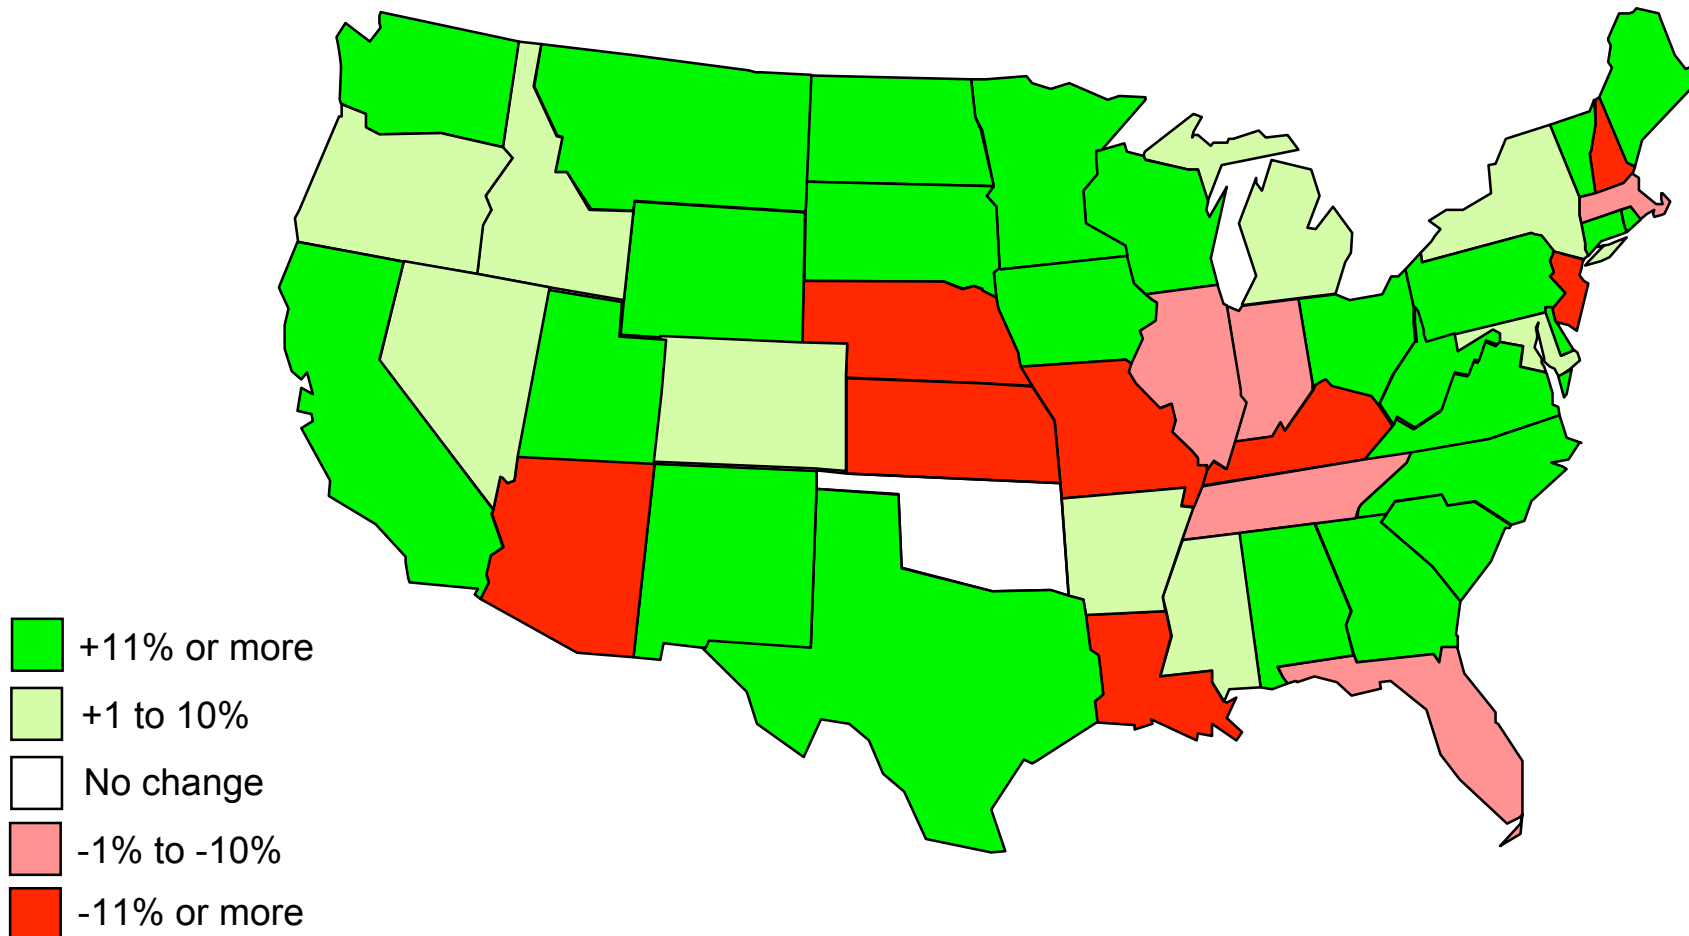 +11% or more
+1 to 10%
No change
-1% to -10%
-11% or more